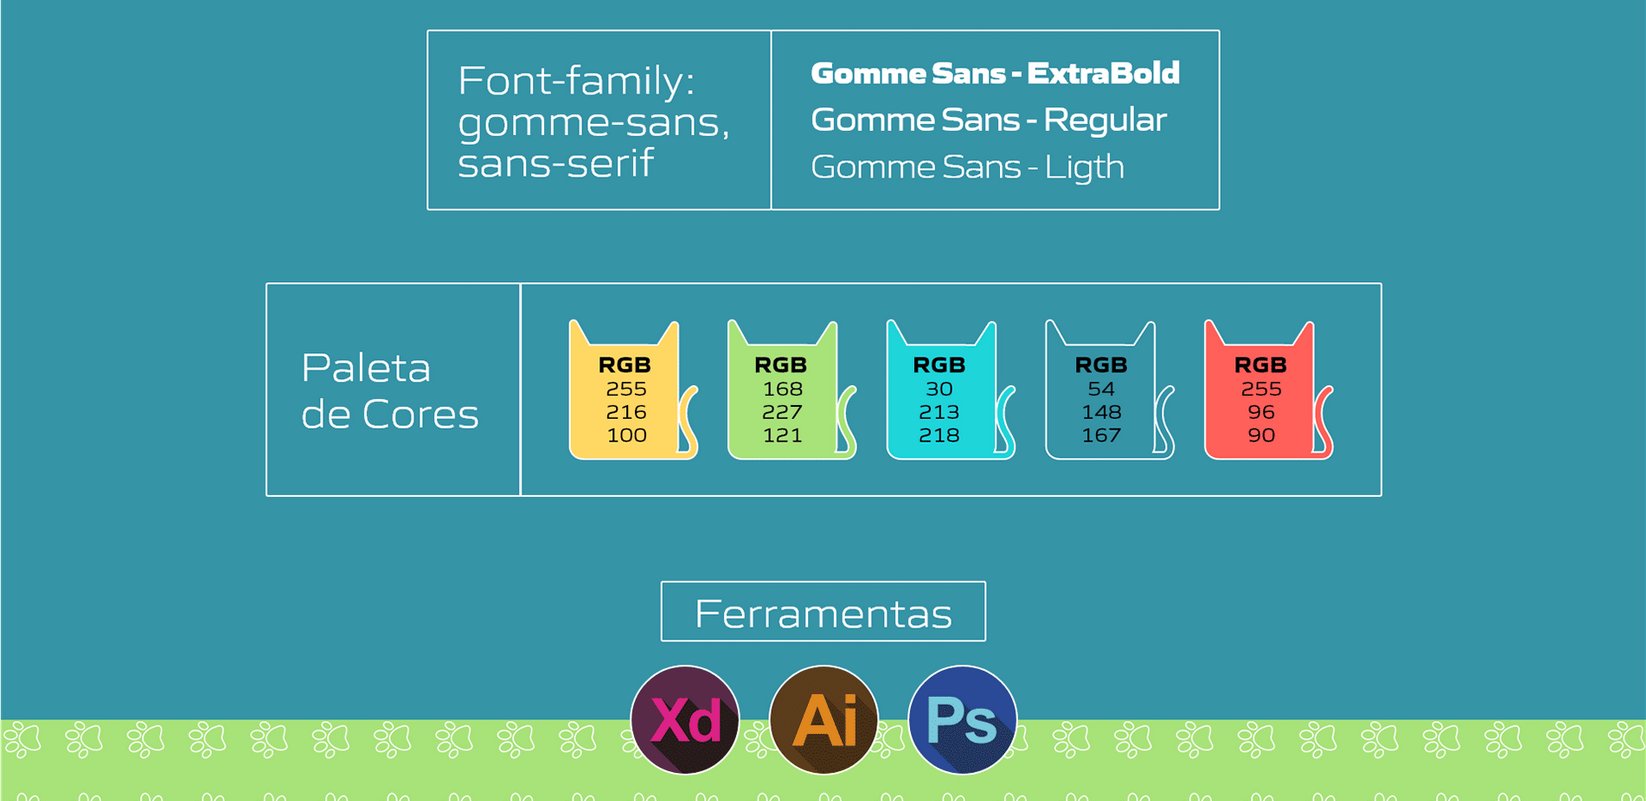 Font-family:
gomme-sans,
sans-serif
Gomme Sans - ExtraBold
Gomme Sans - Regular
Gomme Sans - Ligth
Paleta
de Cores
RGB
255
216
100
RGB
168
227
121
RGB
30
213
218
RGB
54
148
167
RGB
255
96
90
Ferramentas
Xd
Ai
Ps